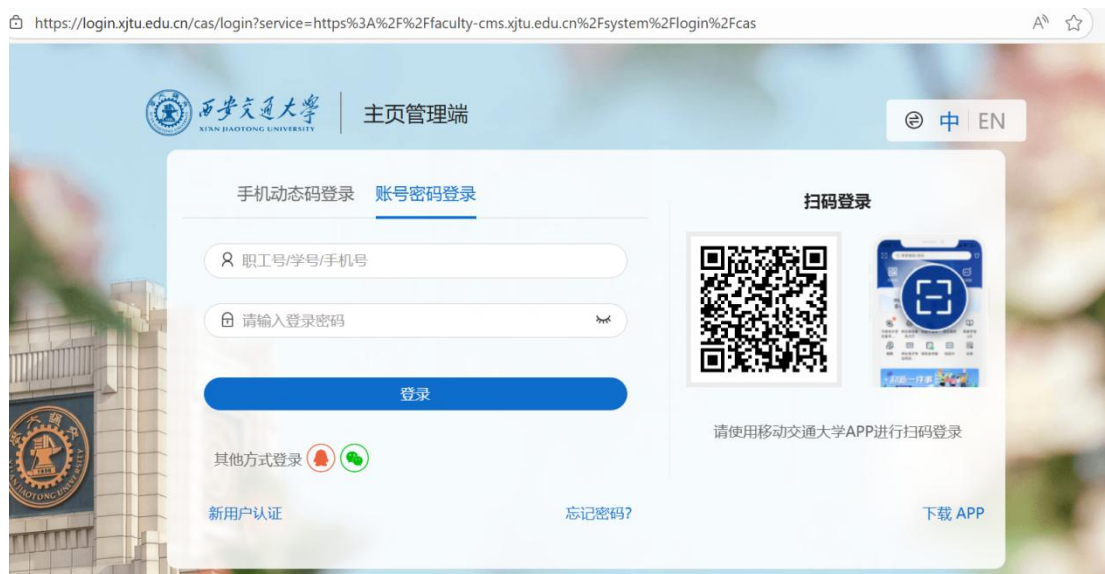 https://login.xjtu.edu.cn/cas/login?service=https%3A%2F%2Ffaculty-cms.xjtu.edu.cn%2Fsystem%2Flogin%2Fcas
西安交通大學
XI'AN JIAOTONG UNIVERSITY
主页管理端
中 EN
手机动态码登录 账号密码登录
扫码登录
职工号/学号/手机号
请输入登录密码
登录
请使用移动交通大学APP进行扫码登录
其他方式登录
新用户认证
忘记密码?
下载 APP